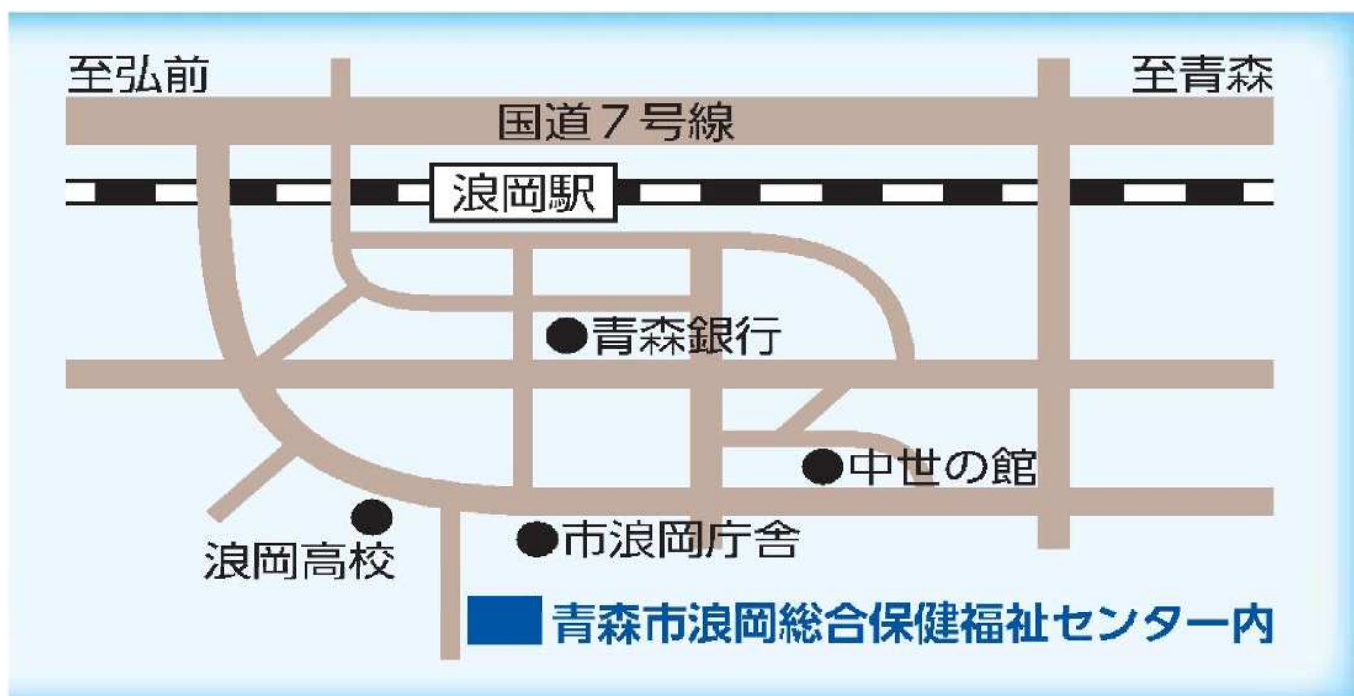 至弘前
至青森
国道7号線
浪岡駅
●青森銀行
●中世の館
浪岡高校
●市浪岡庁舎
青森市浪岡総合保健福祉センター内